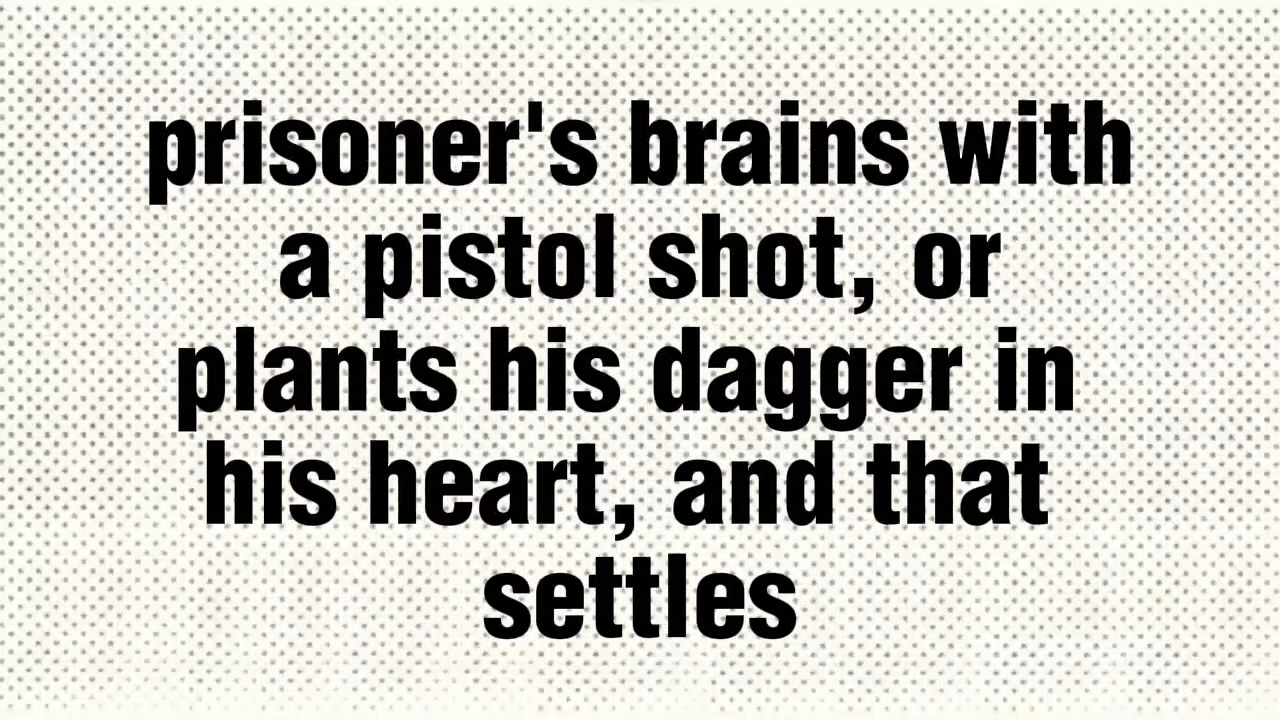 prisoner's brains with
a pistol shot, or
plants his dagger in
his heart, and that
settles